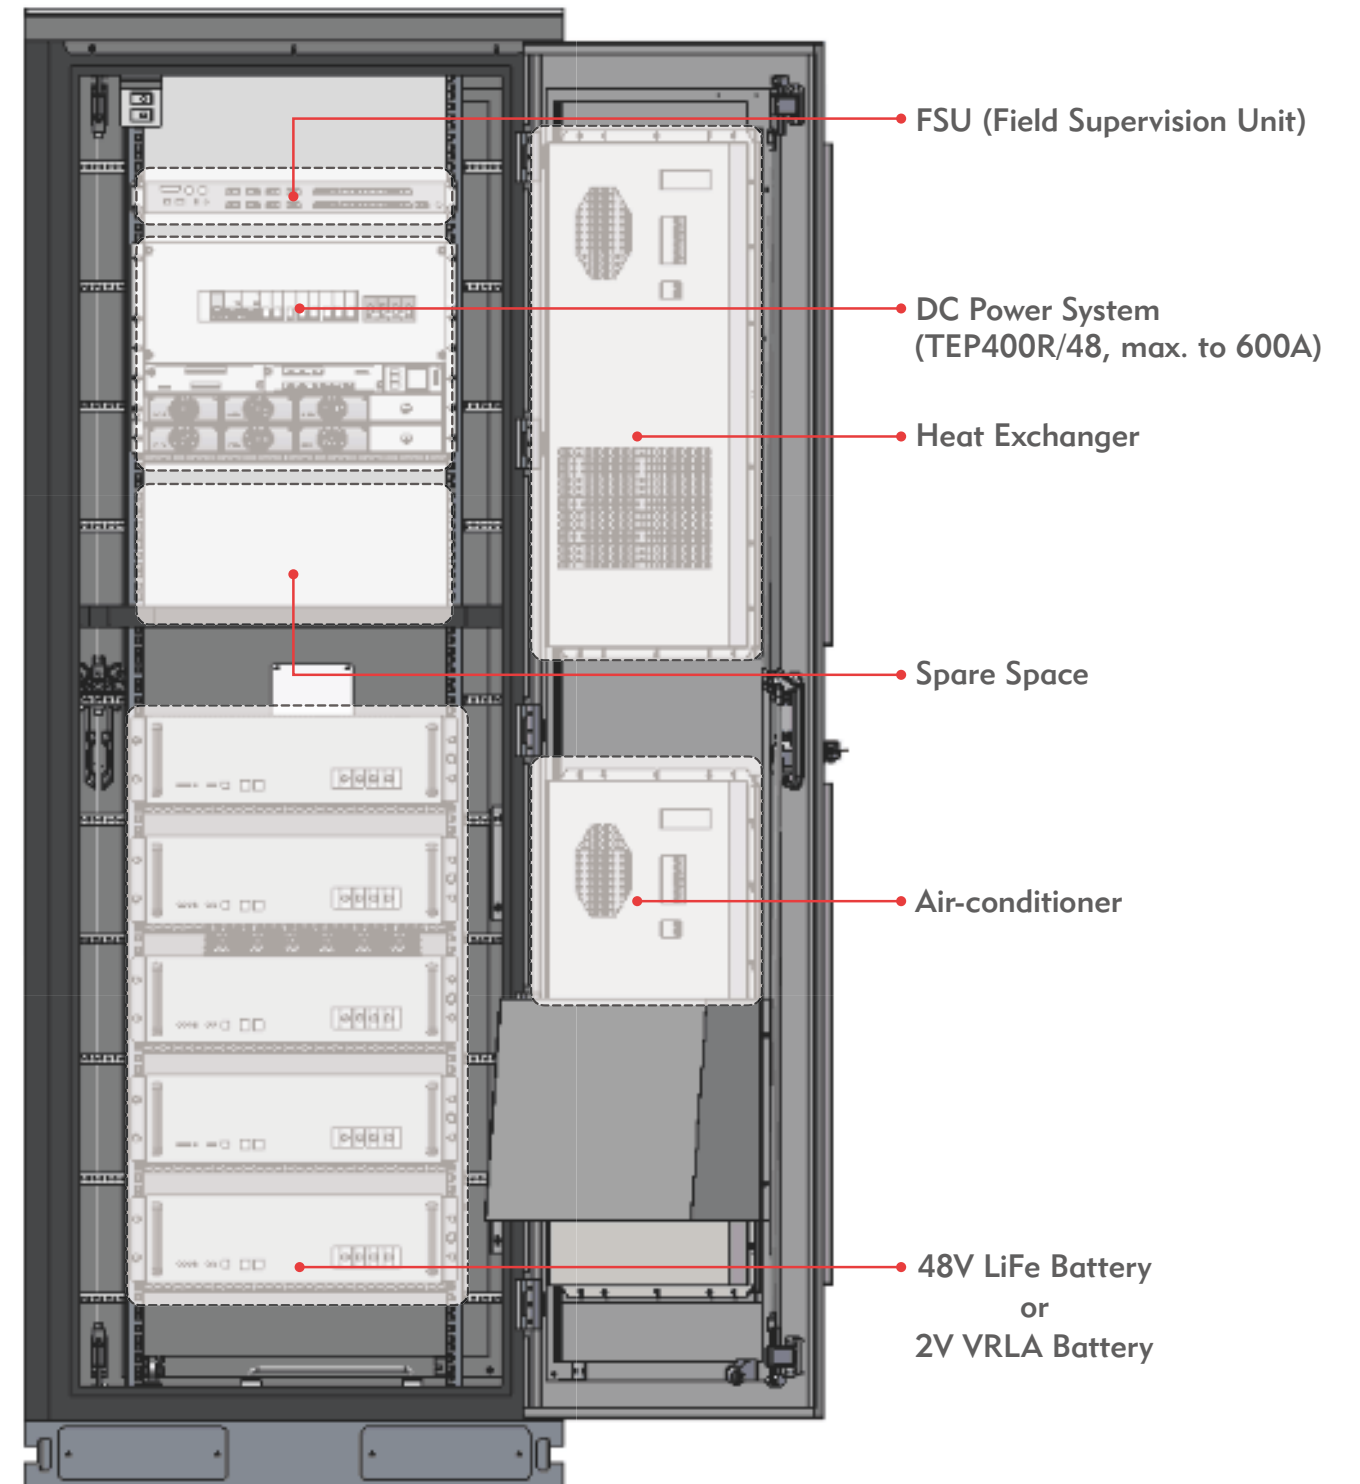 FSU (Field Supervision Unit)
DC Power System
(TEP400R/48, max. to 600A)
Heat Exchanger
Spare Space
Air-conditioner
48V LiFe Battery
or
2V VRLA Battery